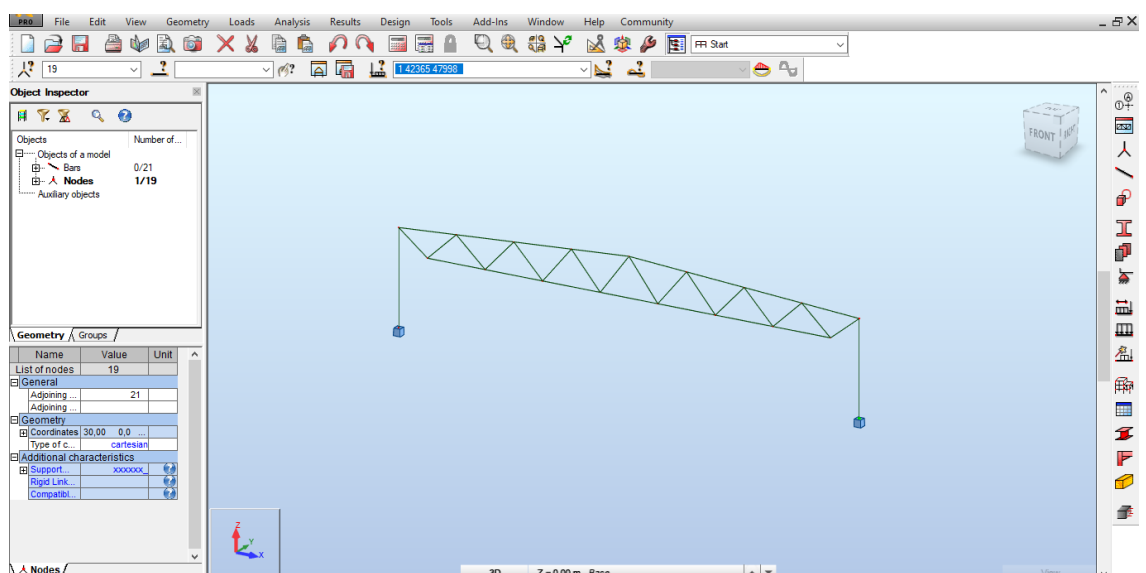 PRO File Edit View Geometry Loads Analysis Results Design Tools Add-Ins Window Help Community
Start
19
1 42365 47998
Object Inspector
Objects Number of...
Objects of a model
Bars 0/21
Nodes 1/19
Auxiliary objects
Geometry Groups
Name Value Unit
List of nodes 19
General
Adjoining ... 21
Adjoining ...
Geometry
Coordinates 30,00 0,0 ...
Type of c... cartesian
Additional characteristics
Support... xxxxxx_
Rigid Link...
Compatibl...
Nodes
FRONT
Z
Y
X
3D Z = 0,00 m - Base
View